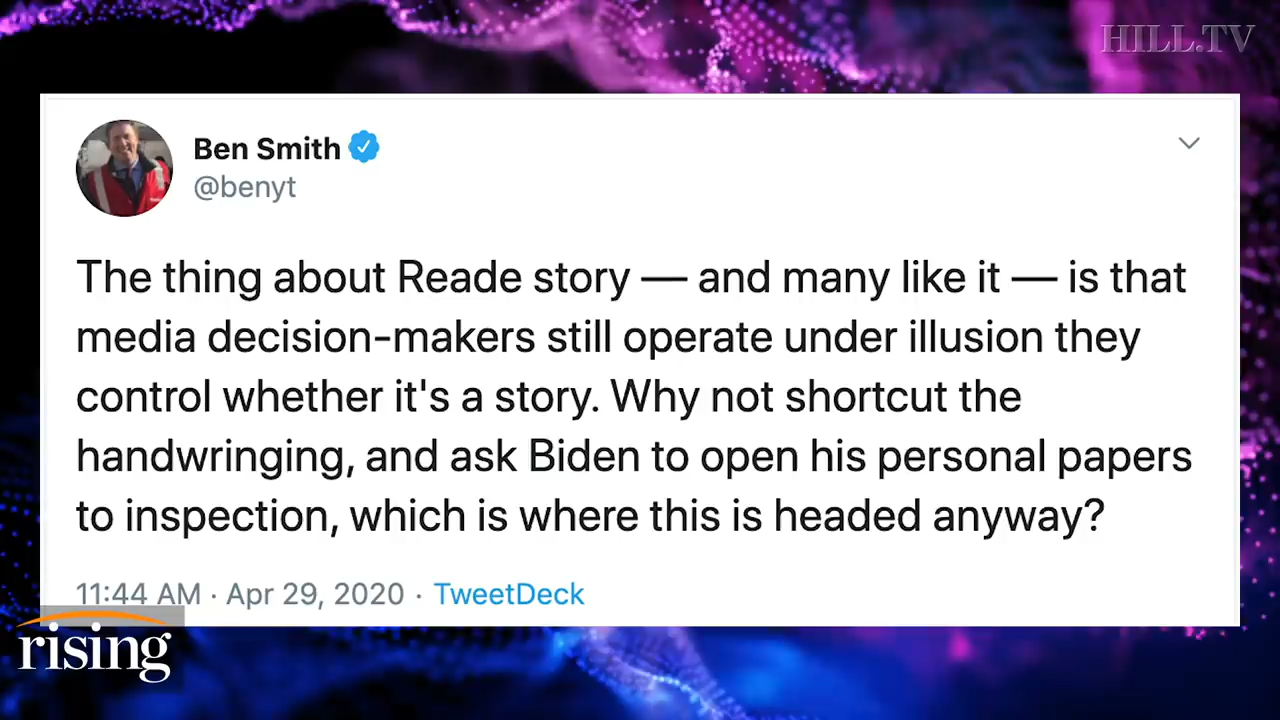 HILL.TV
Ben Smith
@benyt
The thing about Reade story — and many like it — is that
media decision-makers still operate under illusion they
control whether it's a story. Why not shortcut the
handwringing, and ask Biden to open his personal papers
to inspection, which is where this is headed anyway?
11:44 AM · Apr 29, 2020 · TweetDeck
rising